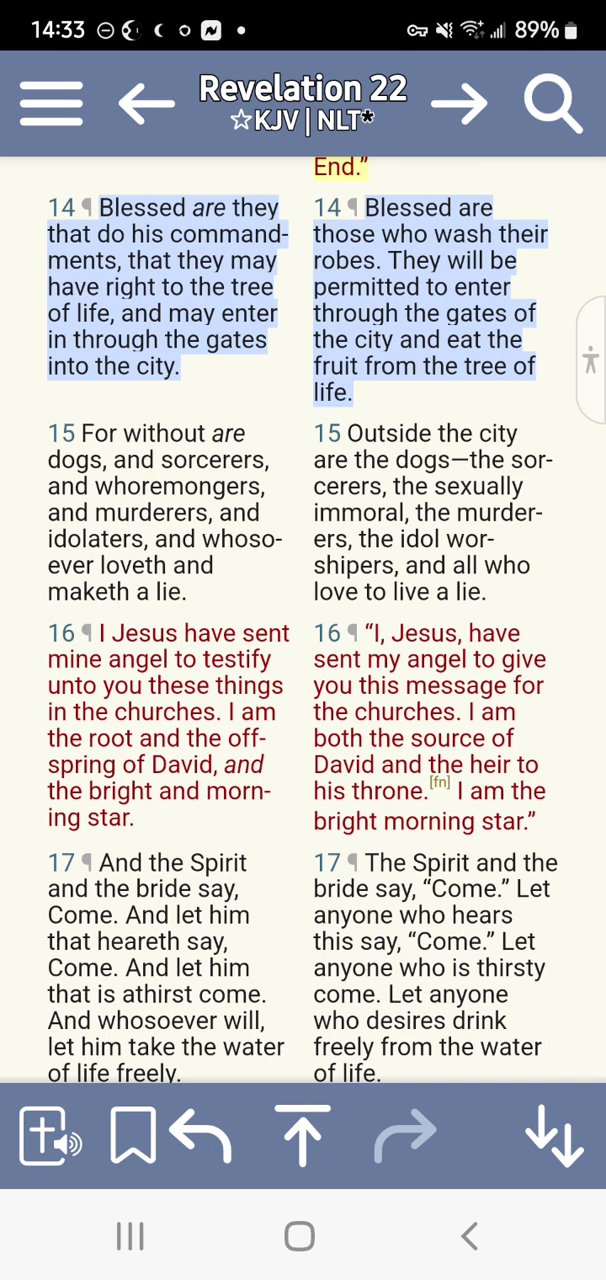 14:33
89%
Revelation 22
☆KJV | NLT*
End.”
14 ¶ Blessed are they
that do his command-
ments, that they may
have right to the tree
of life, and may enter
in through the gates
into the city.
14 ¶ Blessed are
those who wash their
robes. They will be
permitted to enter
through the gates of
the city and eat the
fruit from the tree of
life.
15 For without are
dogs, and sorcerers,
and whoremongers,
and murderers, and
idolaters, and whoso-
ever loveth and
maketh a lie.
15 Outside the city
are the dogs—the sor-
cerers, the sexually
immoral, the murder-
ers, the idol wor-
shipers, and all who
love to live a lie.
16 ¶ I Jesus have sent
mine angel to testify
unto you these things
in the churches. I am
the root and the off-
spring of David, and
the bright and morn-
ing star.
16 ¶ “I, Jesus, have
sent my angel to give
you this message for
the churches. I am
both the source of
David and the heir to
his throne.[fn] I am the
bright morning star.”
17 ¶ And the Spirit
and the bride say,
Come. And let him
that heareth say,
Come. And let him
that is athirst come.
And whosoever will,
let him take the water
of life freely.
17 ¶ The Spirit and the
bride say, “Come.” Let
anyone who hears
this say, “Come.” Let
anyone who is thirsty
come. Let anyone
who desires drink
freely from the water
of life.